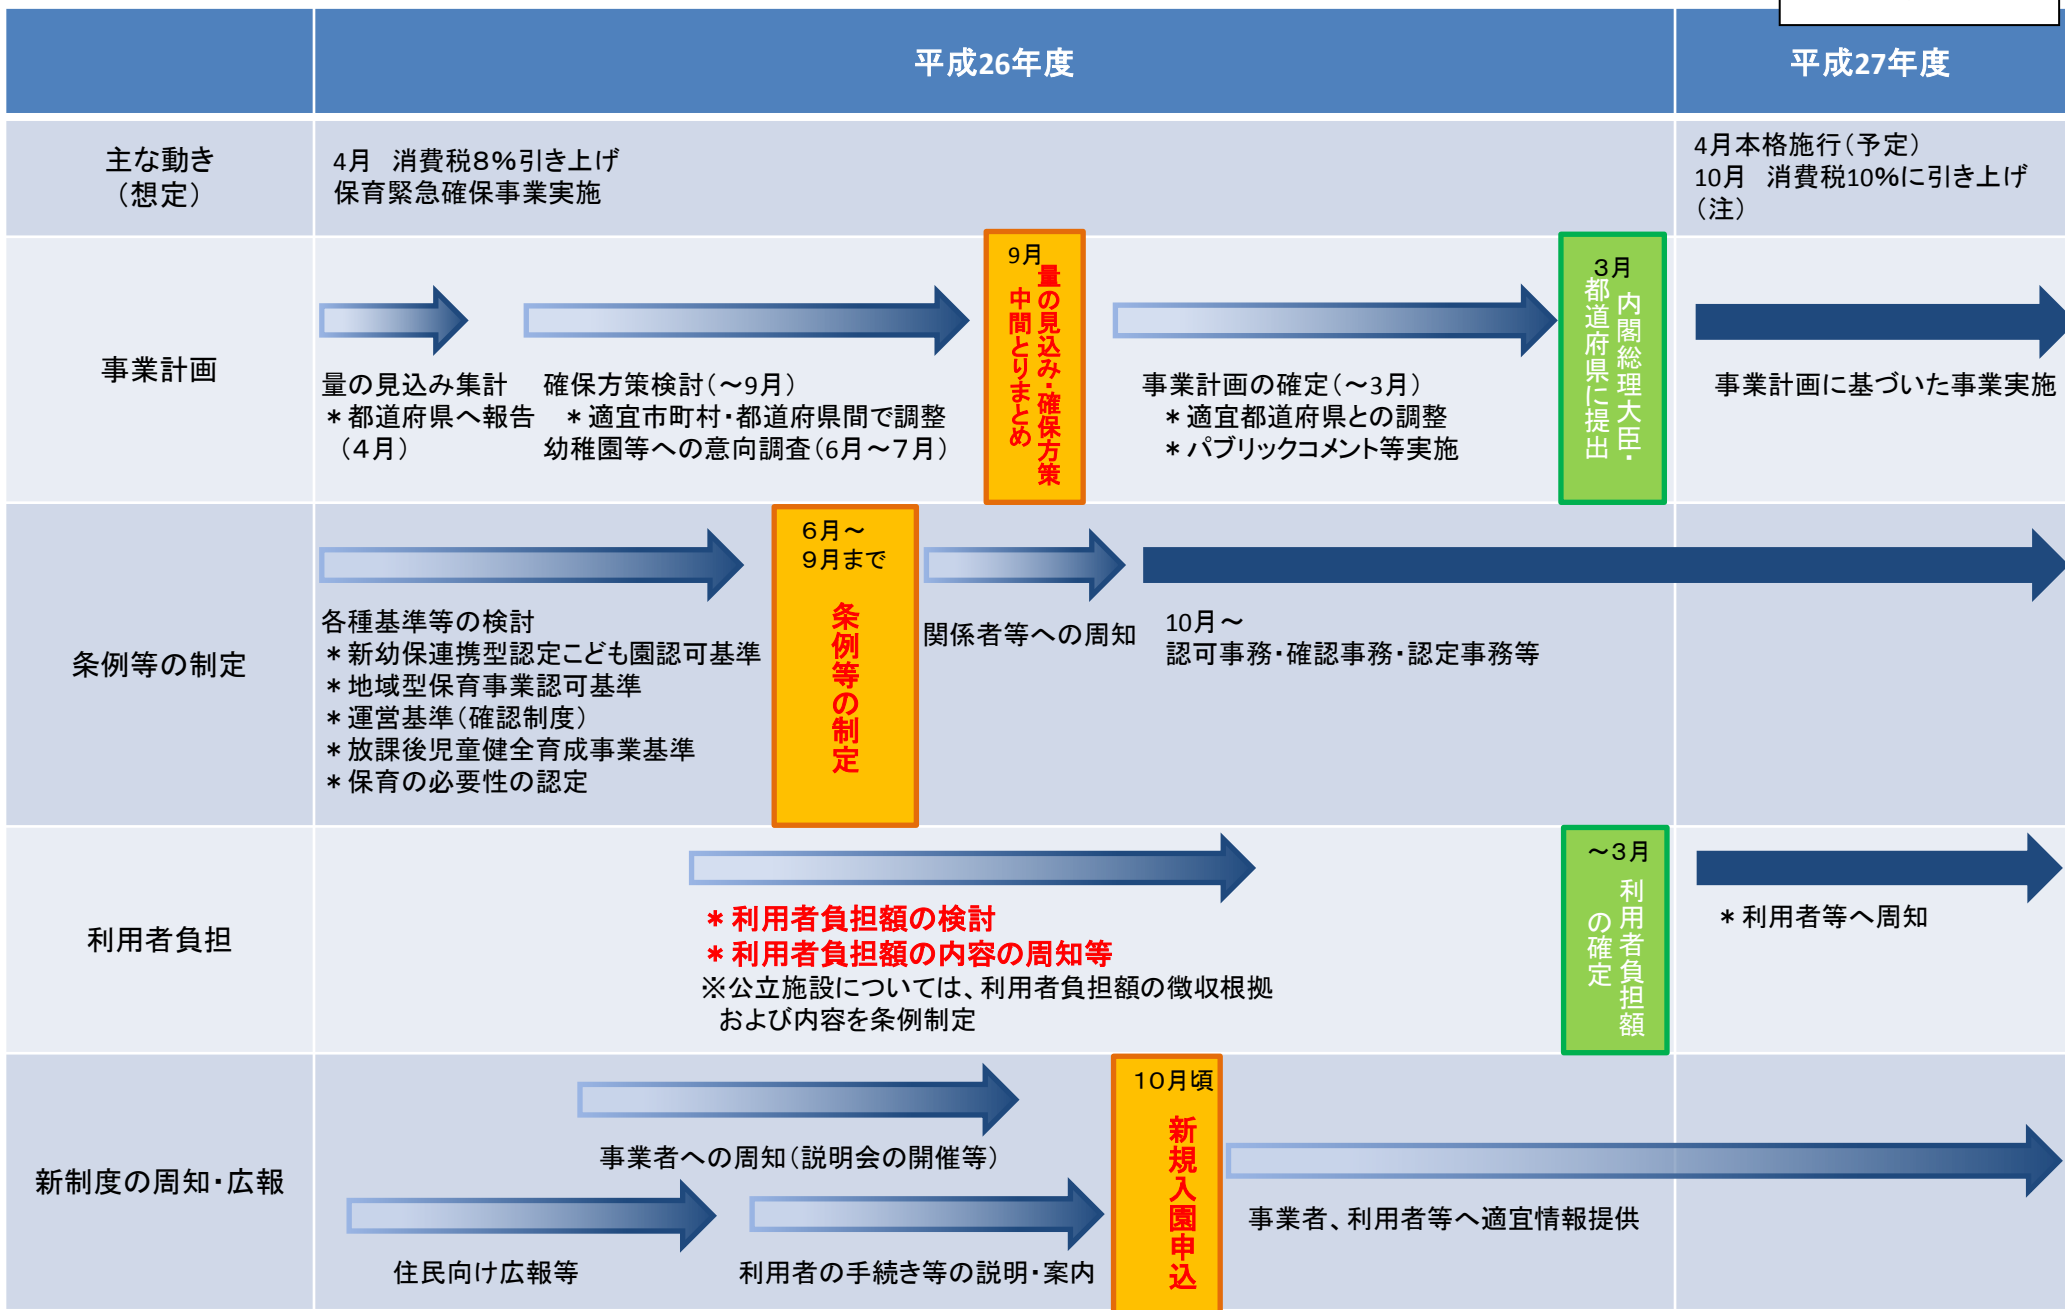 平成26年度
平成27年度
主な動き
（想定）
4月　消費税８％引き上げ
保育緊急確保事業実施
4月本格施行（予定）
10月　消費税10％に引き上げ
（注）
事業計画
量の見込み集計
＊都道府県へ報告
（４月）
確保方策検討（～9月）
＊適宜市町村・都道府県間で調整
幼稚園等への意向調査（6月～７月）
9月
量の見込み・確保方策
中間とりまとめ
事業計画の確定（～3月）
＊適宜都道府県との調整
＊パブリックコメント等実施
３月
内閣総理大臣・
都道府県に提出
事業計画に基づいた事業実施
条例等の制定
各種基準等の検討
＊新幼保連携型認定こども園認可基準
＊地域型保育事業認可基準
＊運営基準（確認制度）
＊放課後児童健全育成事業基準
＊保育の必要性の認定
６月～
９月まで
条例等の制定
関係者等への周知
10月～
認可事務・確認事務・認定事務等
利用者負担
＊利用者負担額の検討
＊利用者負担額の内容の周知等
※公立施設については、利用者負担額の徴収根拠
および内容を条例制定
～３月
利用者負担額
の確定
＊利用者等へ周知
新制度の周知・広報
事業者への周知（説明会の開催等）
住民向け広報等
利用者の手続き等の説明・案内
１０月頃
新規入園申込
事業者、利用者等へ適宜情報提供